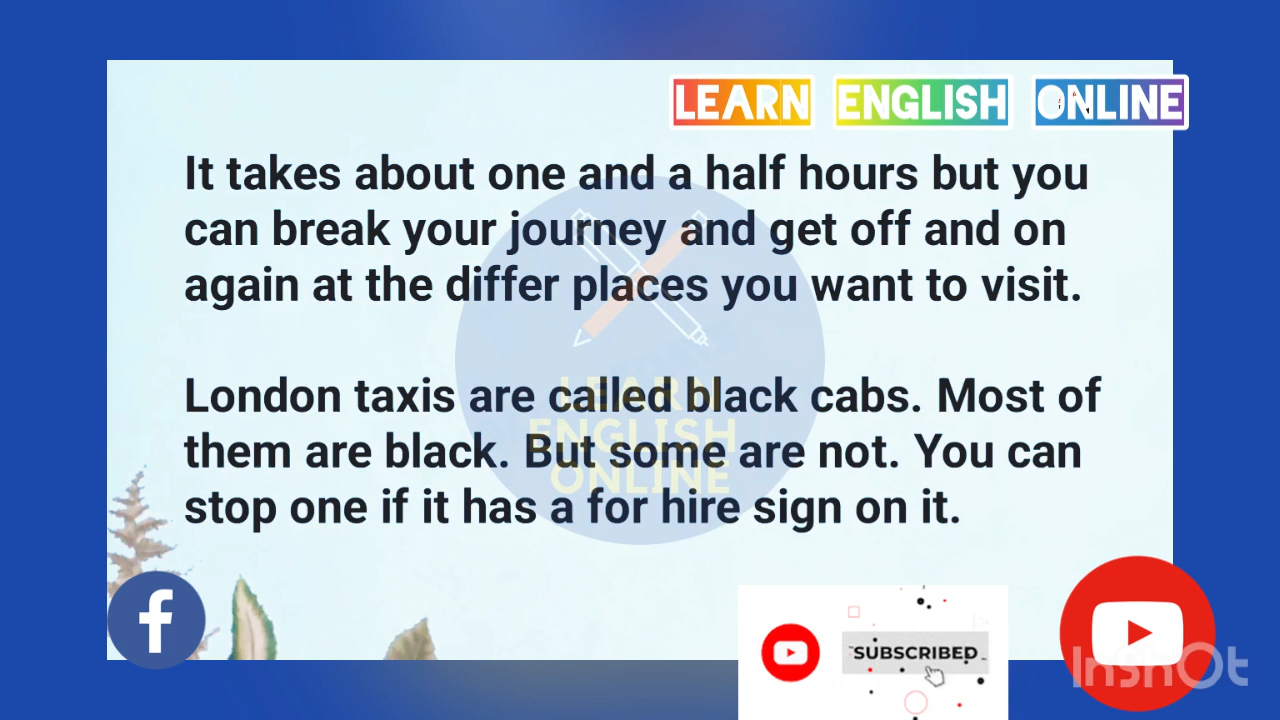 LEARN ENGLISH ONLINE
It takes about one and a half hours but you
can break your journey and get off and on
again at the differ places you want to visit.
London taxis are called black cabs. Most of
them are black. But some are not. You can
stop one if it has a for hire sign on it.
LEARN
ENGLISH
ONLINE
f
SUBSCRIBED
InshOt